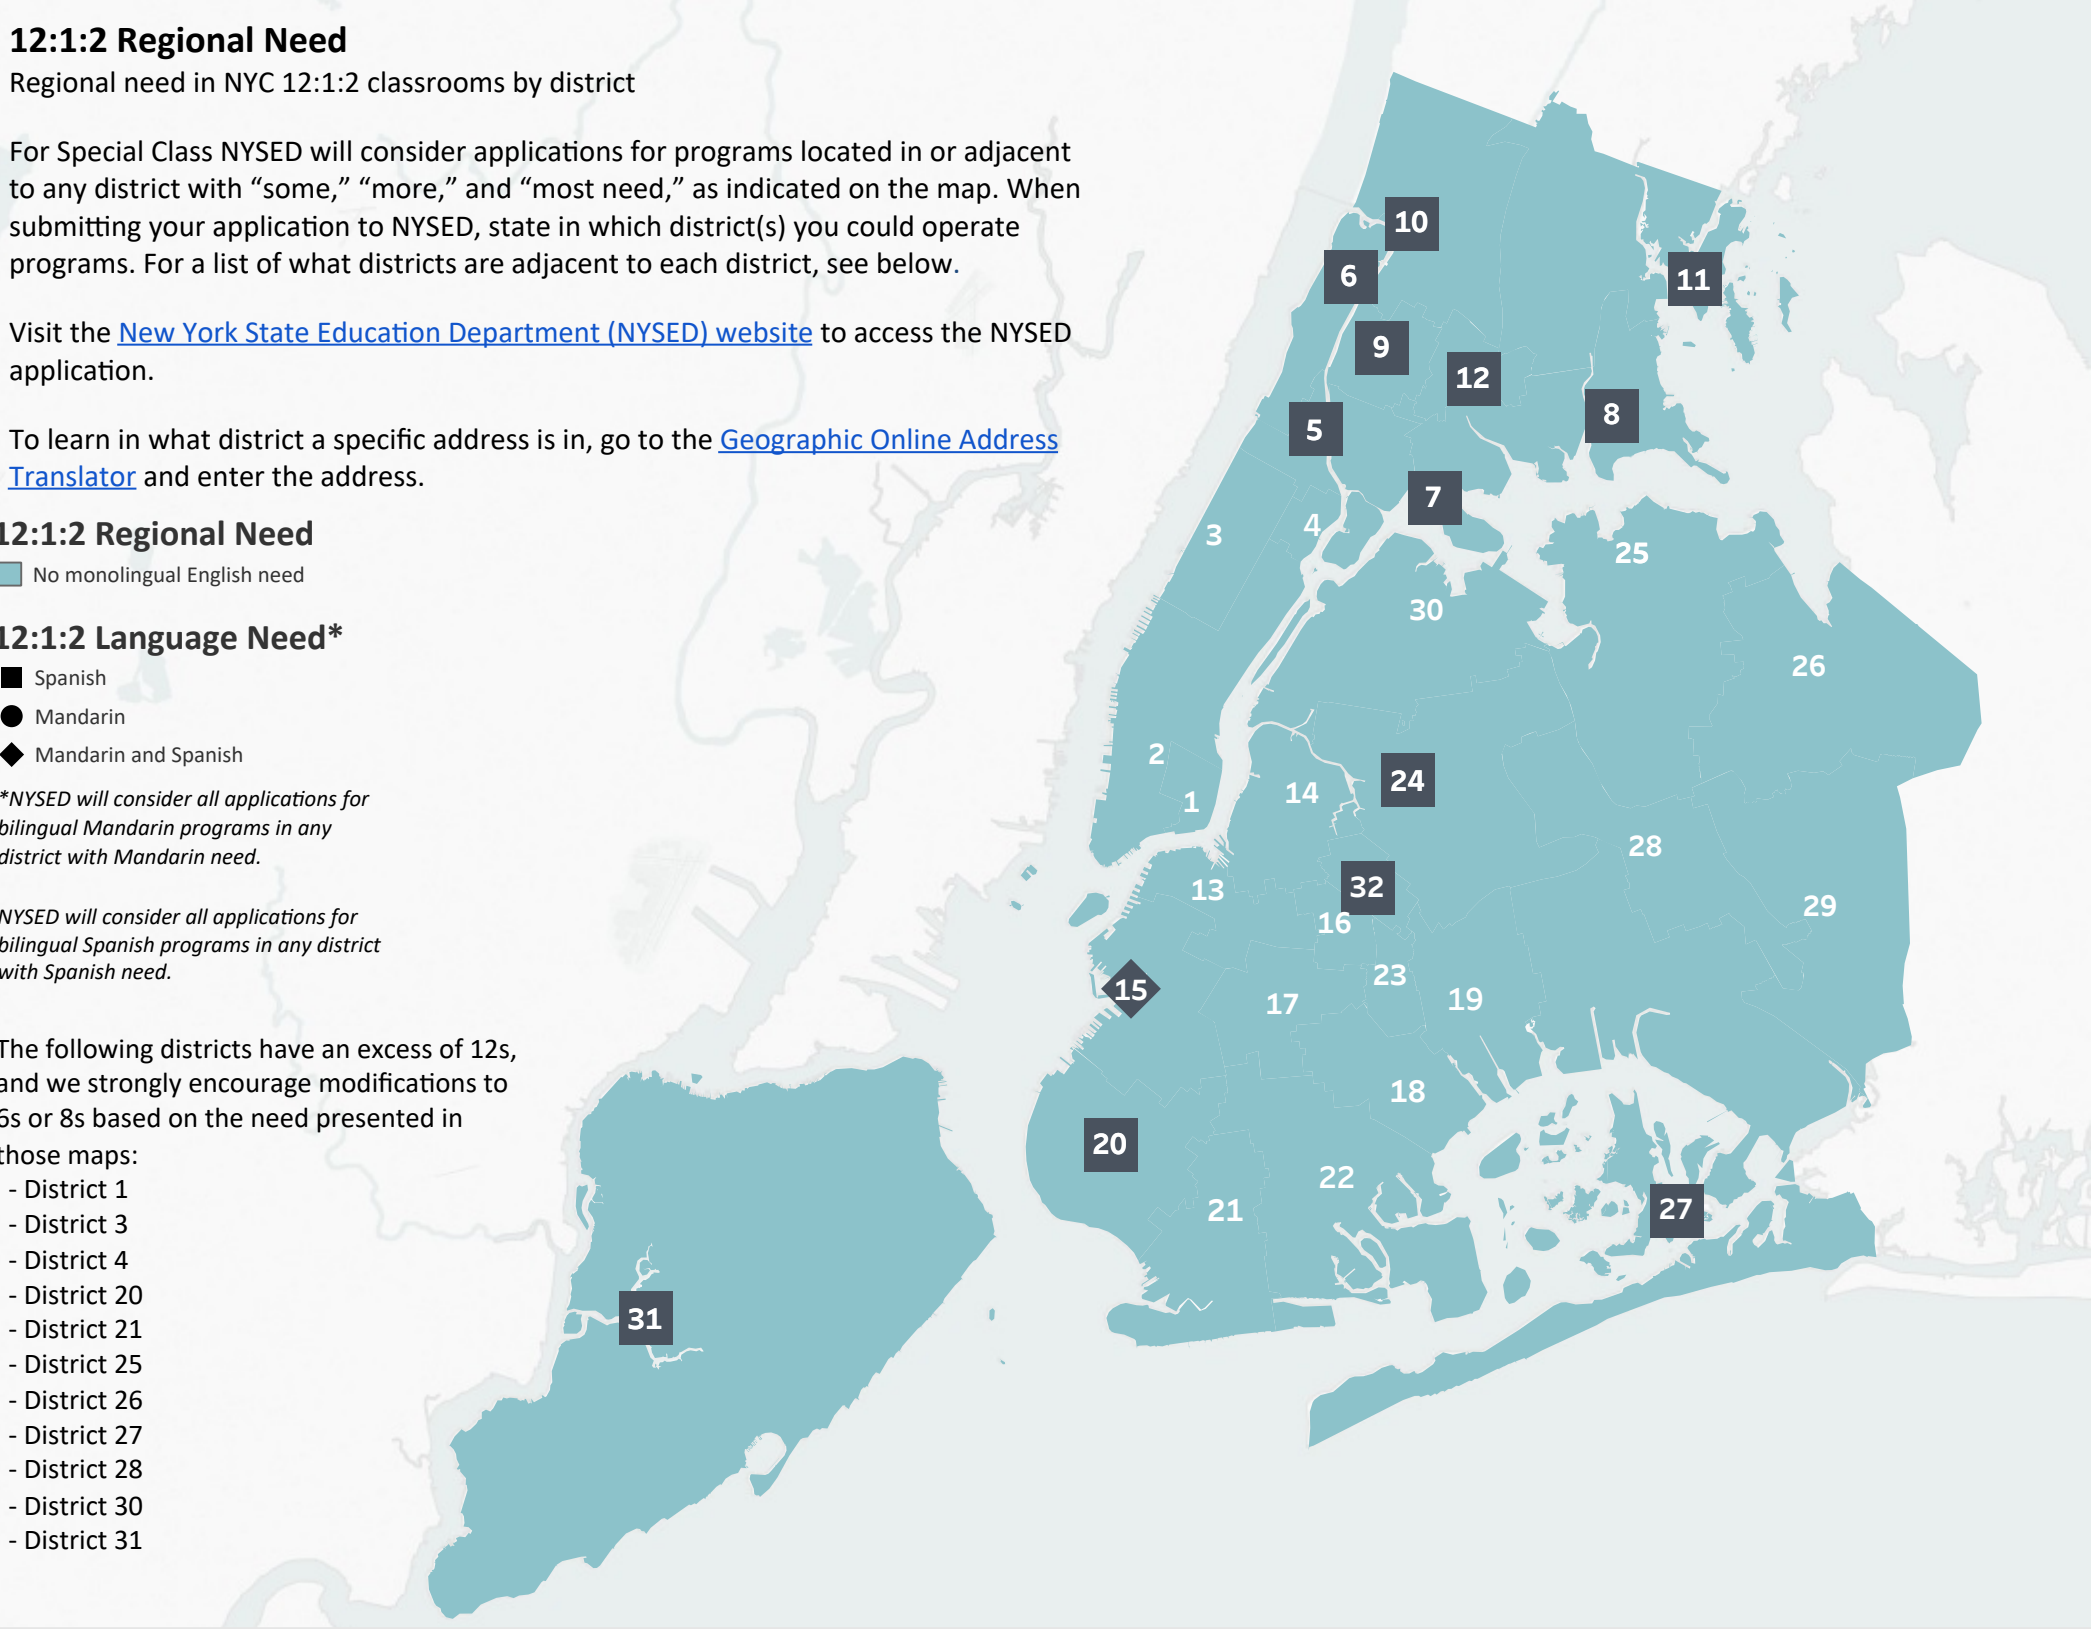 12:1:2 Regional Need
Regional need in NYC 12:1:2 classrooms by district
For Special Class NYSED will consider applications for programs located in or adjacent
to any district with “some,” “more,” and “most need,” as indicated on the map. When
submitting your application to NYSED, state in which district(s) you could operate
programs. For a list of what districts are adjacent to each district, see below.
Visit the New York State Education Department (NYSED) website to access the NYSED
application.
To learn in what district a specific address is in, go to the Geographic Online Address
Translator and enter the address.
12:1:2 Regional Need
No monolingual English need
12:1:2 Language Need*
Spanish
Mandarin
Mandarin and Spanish
*NYSED will consider all applications for
bilingual Mandarin programs in any
district with Mandarin need.
NYSED will consider all applications for
bilingual Spanish programs in any district
with Spanish need.
The following districts have an excess of 12s,
and we strongly encourage modifications to
6s or 8s based on the need presented in
those maps:
- District 1
- District 3
- District 4
- District 20
- District 21
- District 25
- District 26
- District 27
- District 28
- District 30
- District 31
10
6
11
9
12
8
5
7
3
4
25
30
26
2
24
1
14
28
32
13
29
16
23
15
19
17
18
20
22
21
27
31